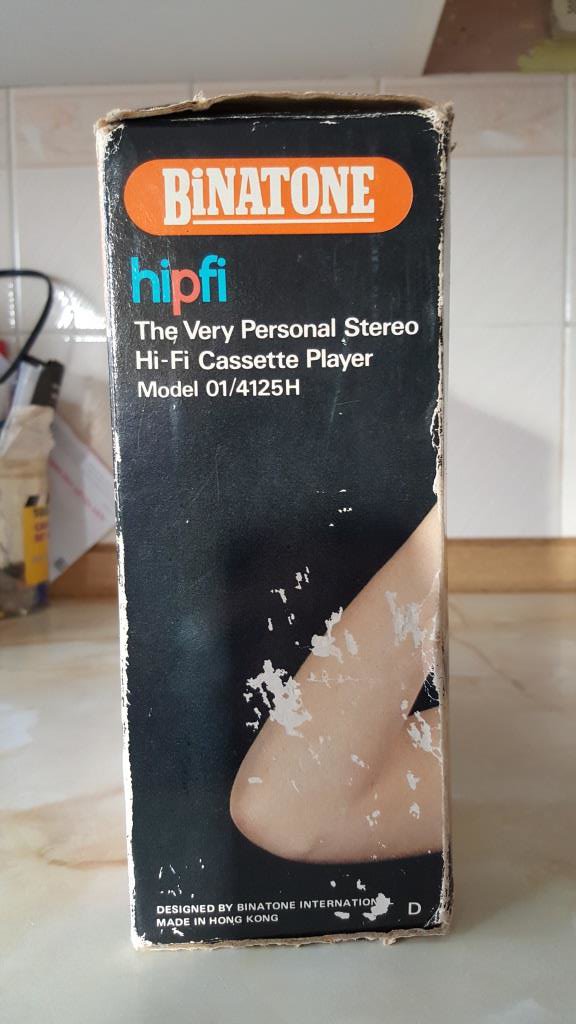 BiNATONE
hipfi
The Very Personal Stereo
Hi-Fi Cassette Player
Model 01/4125H
DESIGNED BY BINATONE
MADE IN HONG KONG
D